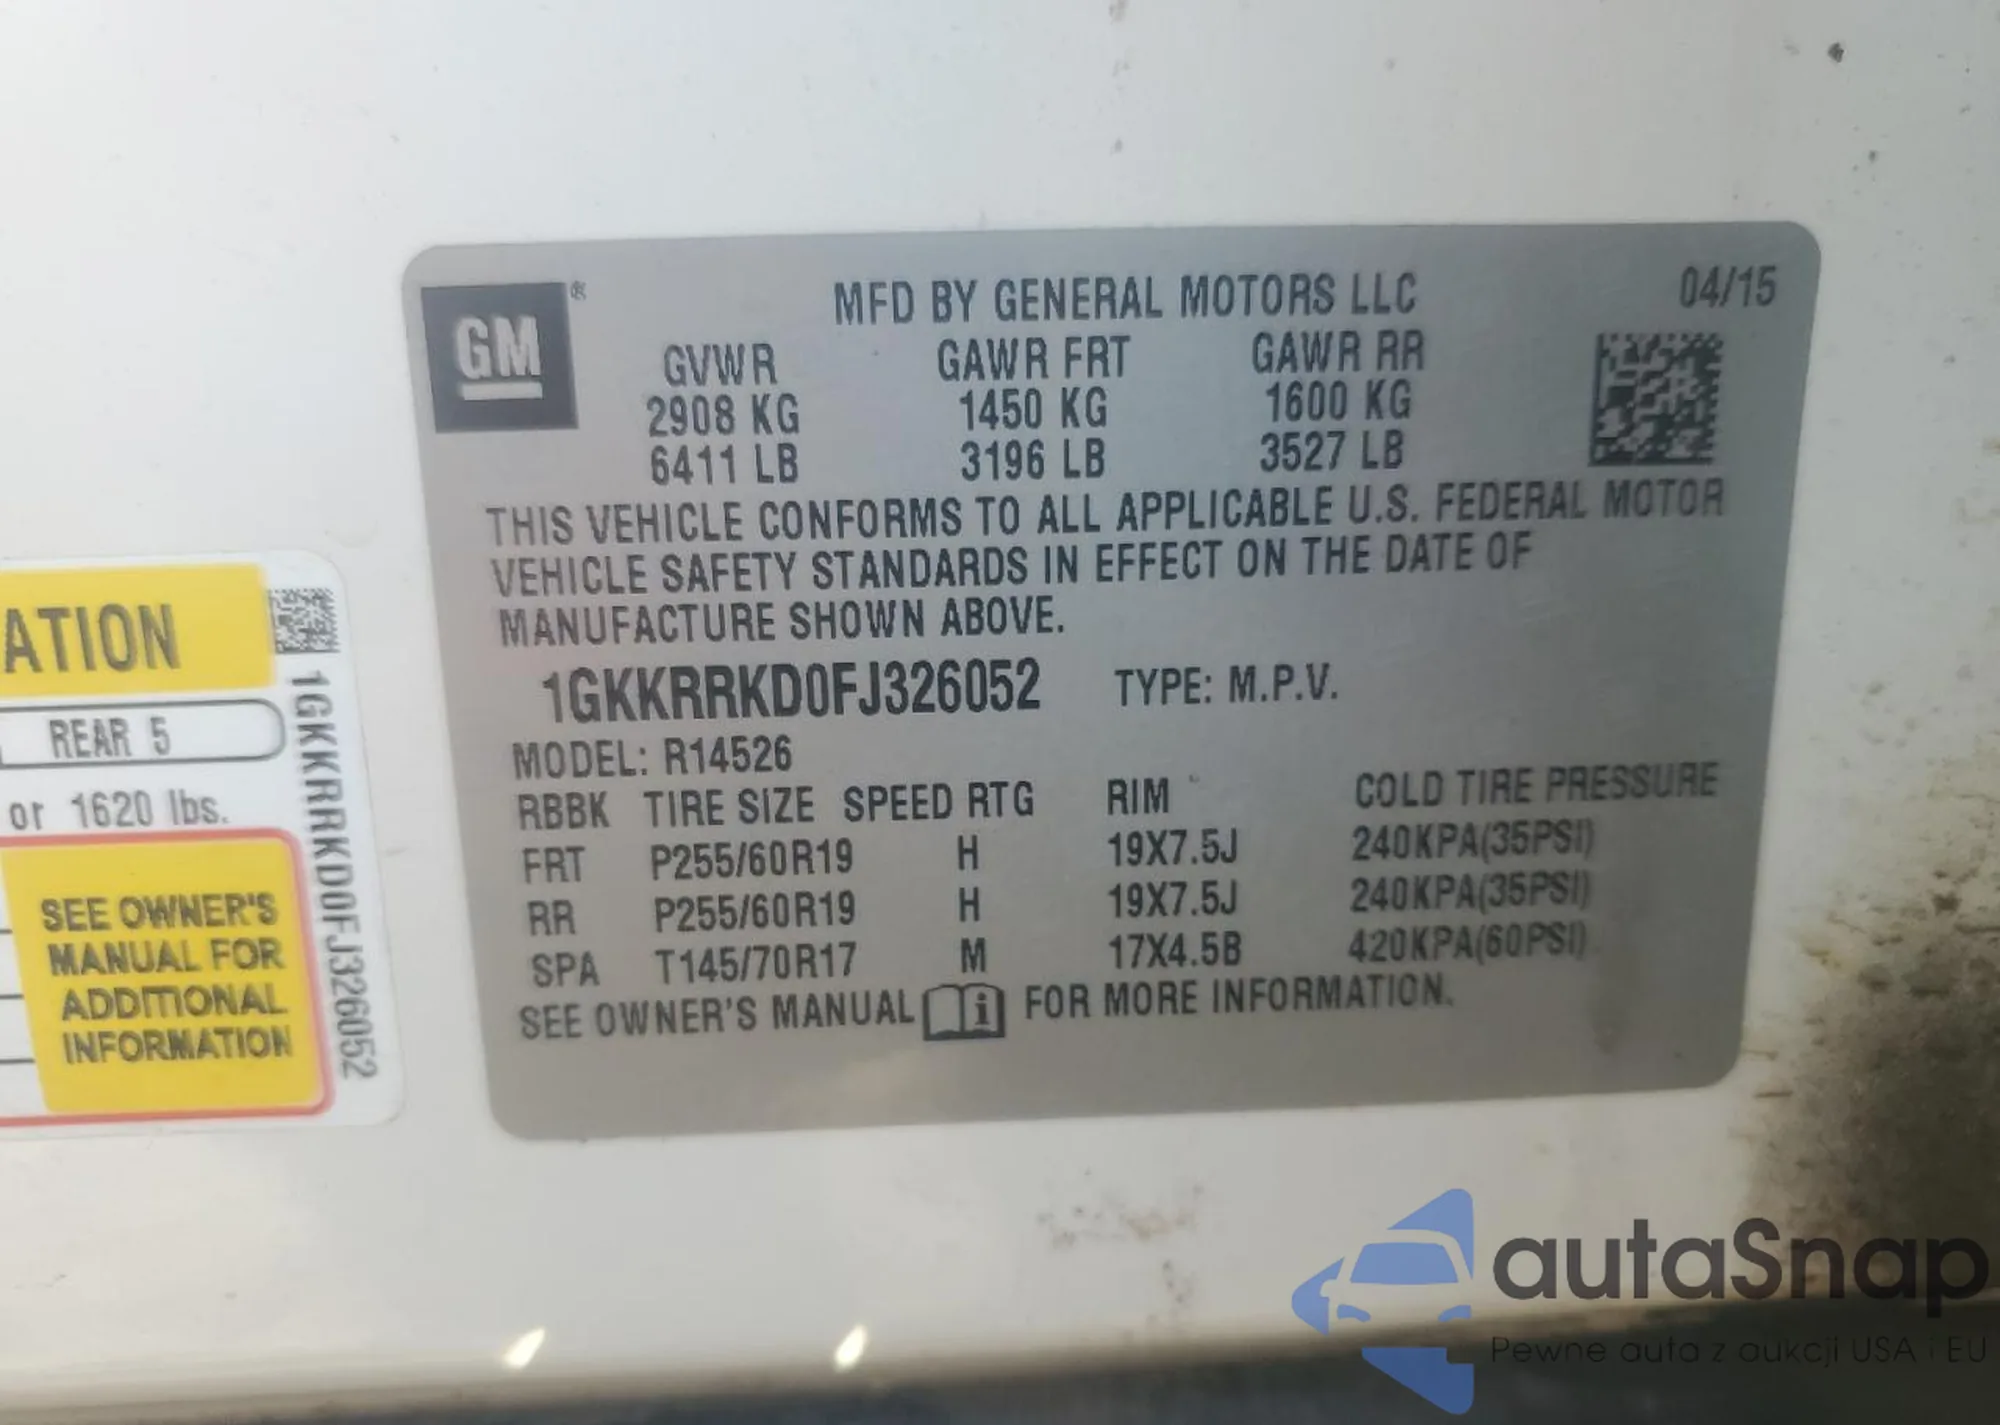 GM
®
MFD BY GENERAL MOTORS LLC
04/15
GVWR GAWR FRT GAWR RR
2908 KG 1450 KG 1600 KG
6411 LB 3196 LB 3527 LB
THIS VEHICLE CONFORMS TO ALL APPLICABLE U.S. FEDERAL MOTOR
VEHICLE SAFETY STANDARDS IN EFFECT ON THE DATE OF
MANUFACTURE SHOWN ABOVE.
1GKKRRKD0FJ326052 TYPE: M.P.V.
MODEL: R14526
RBBK TIRE SIZE SPEED RTG RIM COLD TIRE PRESSURE
FRT P255/60R19 H 19X7.5J 240KPA(35PSI)
RR P255/60R19 H 19X7.5J 240KPA(35PSI)
SPA T145/70R17 M 17X4.5B 420KPA(60PSI)
SEE OWNER'S MANUAL i FOR MORE INFORMATION.
ATION
REAR 5
or 1620 lbs.
SEE OWNER'S
MANUAL FOR
ADDITIONAL
INFORMATION
1GKKRRKD0FJ326052
autaSnap
Pewne auta z aukcji USA i EU